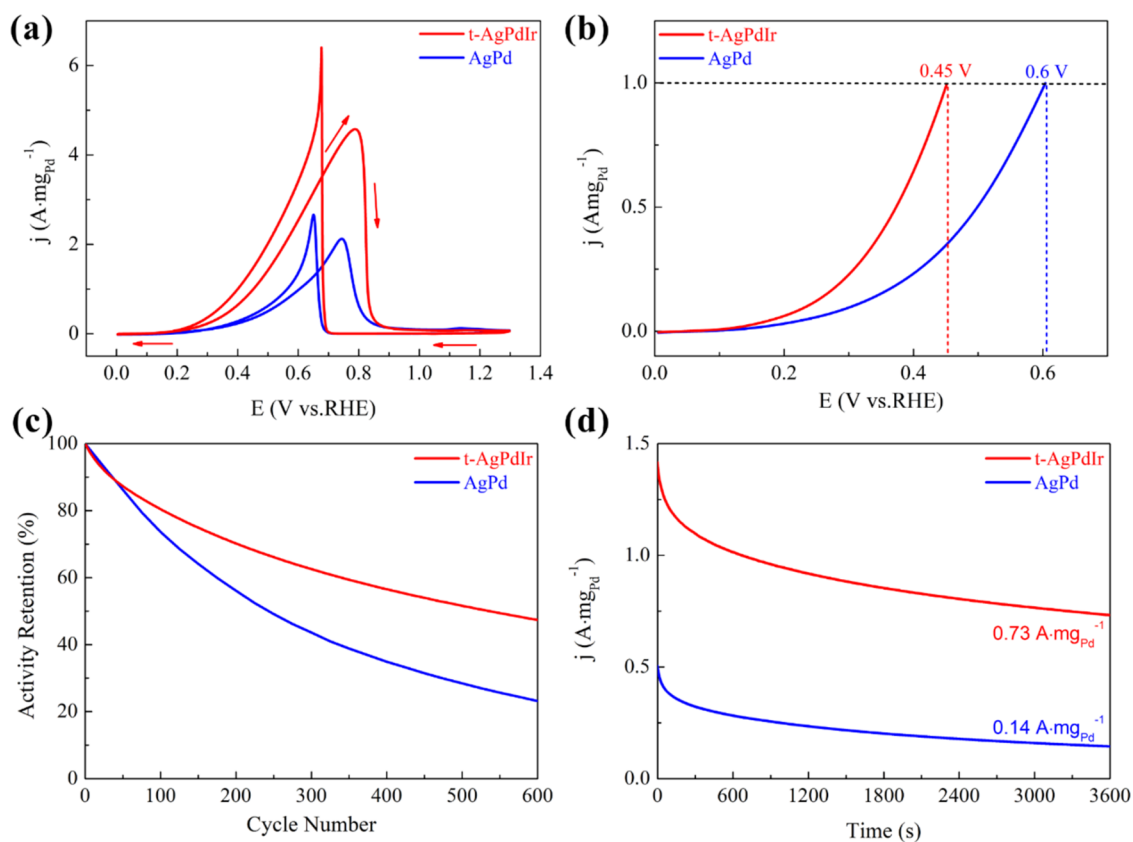 (a)
t-AgPdIr
AgPd
6
4
2
0
j (A·mg_Pd^-1)
0.0 0.2 0.4 0.6 0.8 1.0 1.2 1.4
E (V vs.RHE)
(b)
t-AgPdIr
AgPd
0.45 V
0.6 V
1.0
0.5
0.0
j (Amg_Pd^-1)
0.0 0.2 0.4 0.6
E (V vs.RHE)
(c)
t-AgPdIr
AgPd
100
80
60
40
20
0
Activity Retention (%)
0 100 200 300 400 500 600
Cycle Number
(d)
t-AgPdIr
AgPd
1.5
1.0
0.5
0.0
j (A·mg_Pd^-1)
0.73 A·mg_Pd^-1
0.14 A·mg_Pd^-1
0 600 1200 1800 2400 3000 3600
Time (s)